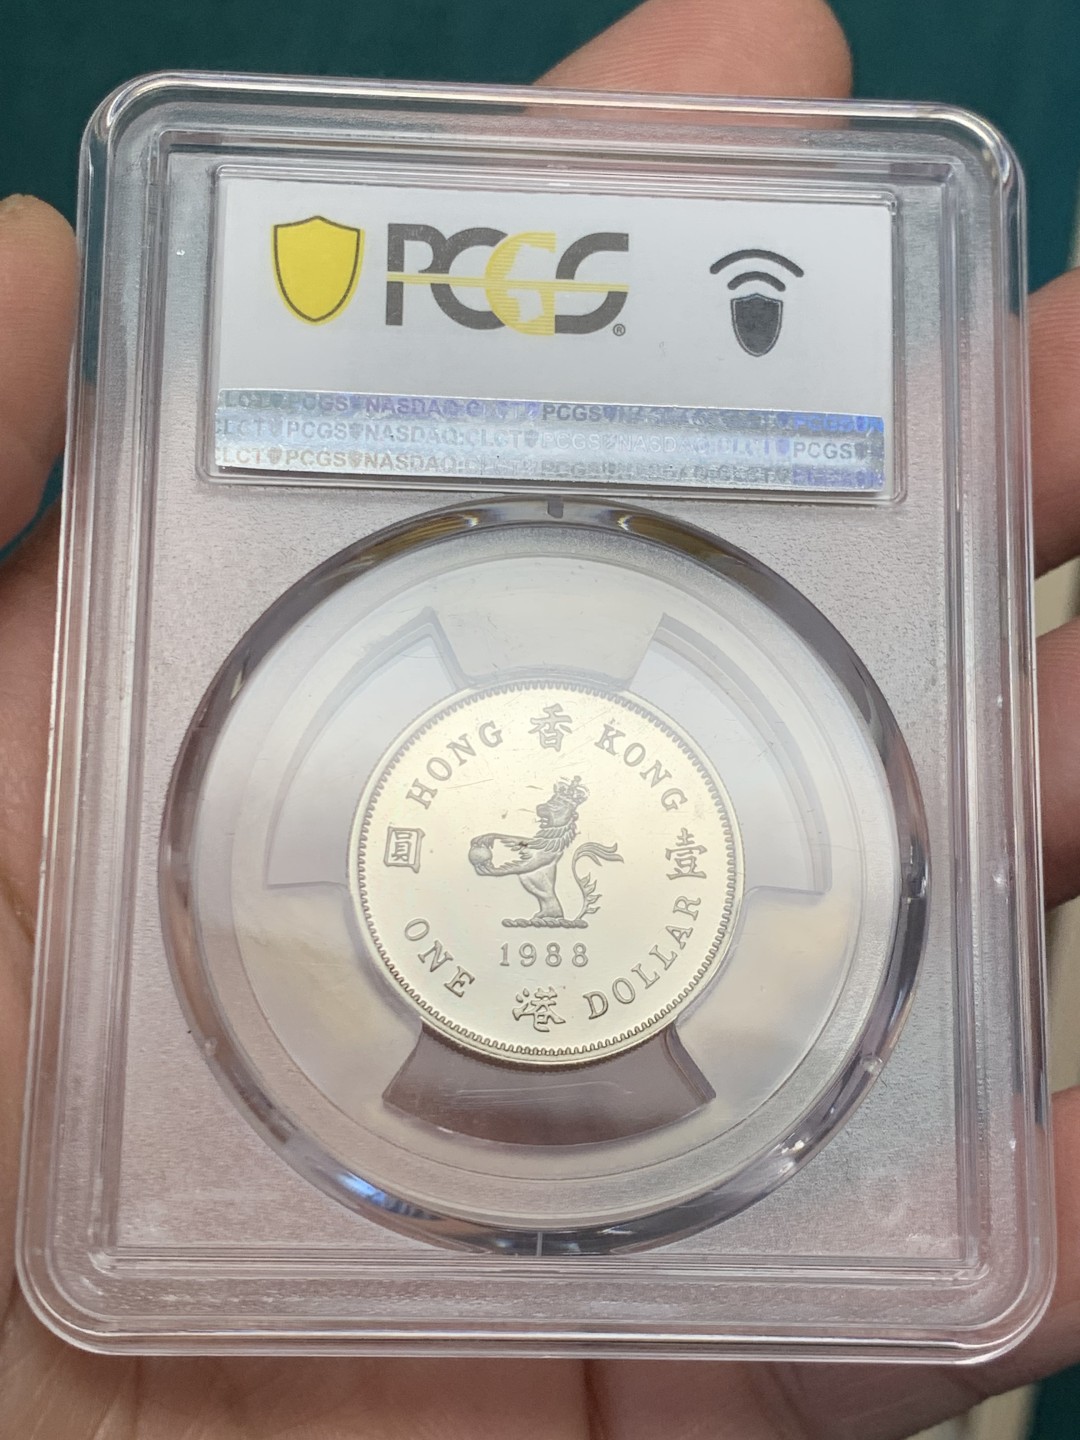 PCGS®
LCT PCGS NASDAQ:CLCT PCGS
CLCT PCGS NASDAQ:CLCT PCGS NASDAQ:CLCT PCGS
CLCT PCGS NASDAQ:CLCT PCGS
HONG 香 KONG
圓 壹
1988
ONE 港 DOLLAR